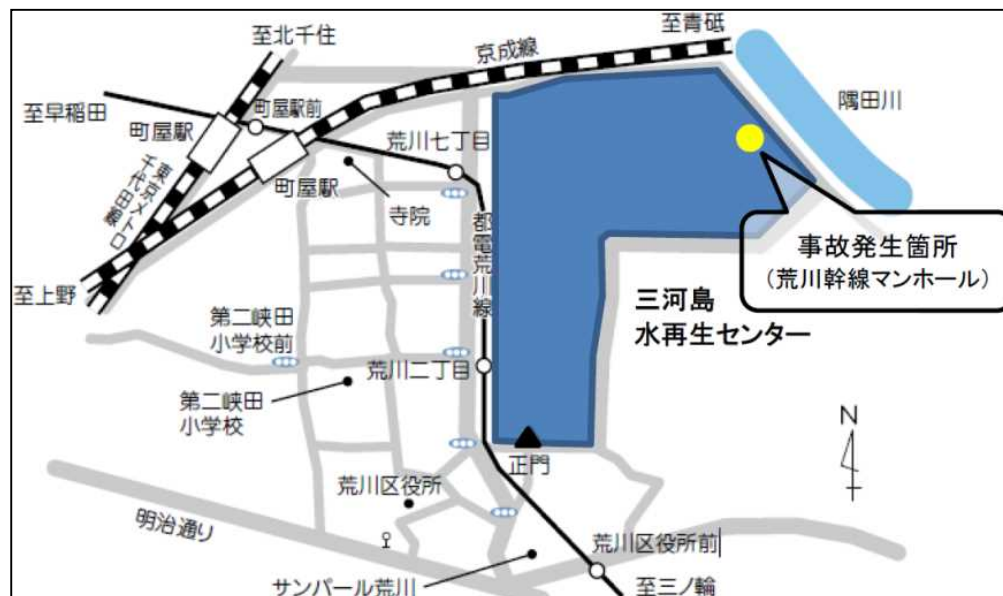 至北千住
至青砥
京成線
至早稲田
町屋駅前
町屋駅
荒川七丁目
隅田川
町屋駅
東京メトロ
千代田線
寺院
都電荒川線
事故発生箇所
(荒川幹線マンホール)
至上野
三河島
水再生センター
第二峡田
小学校前
荒川二丁目
第二峡田
小学校
N
正門
荒川区役所
明治通り
荒川区役所前
サンパール荒川
至三ノ輪